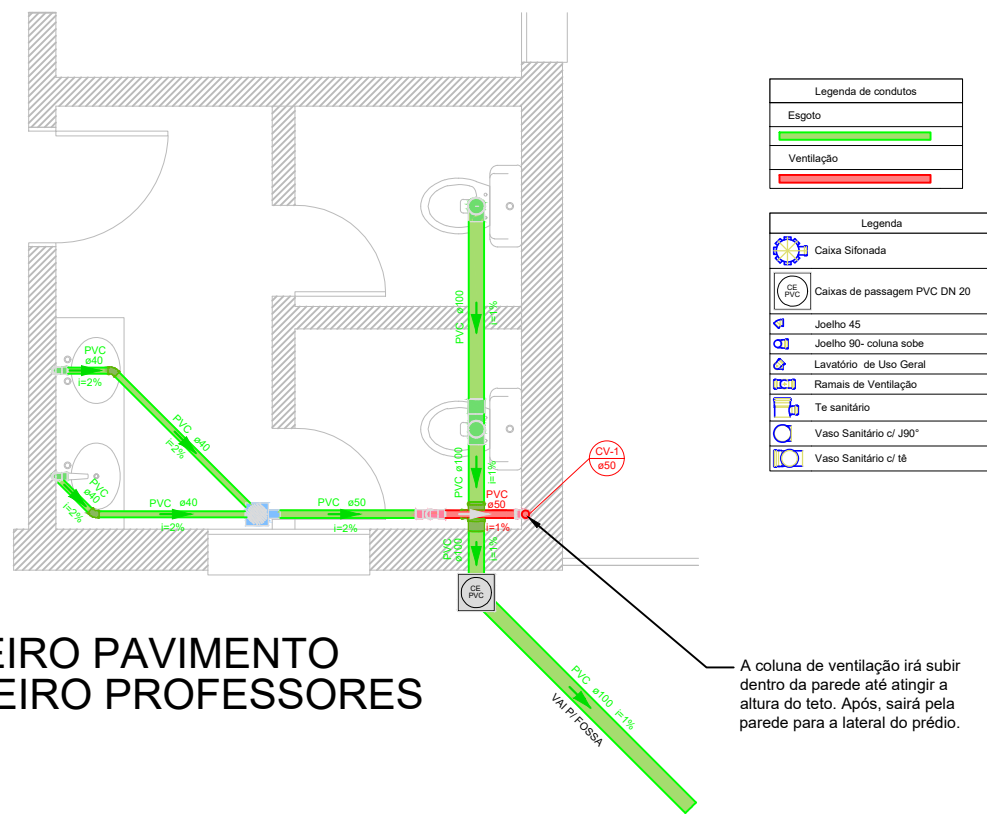 Legenda de condutos
Esgoto
Ventilação
Legenda
Caixa Sifonada
CE
PVC
Caixas de passagem PVC DN 20
Joelho 45
Joelho 90- coluna sobe
Lavatório de Uso Geral
Ramais de Ventilação
Te sanitário
Vaso Sanitário c/ J90°
Vaso Sanitário c/ tê
PVC ø100
i=1%
PVC
ø40
i=2%
PVC ø40
i=2%
PVC
ø40
i=2%
PVC ø40
i=2%
PVC ø50
i=2%
PVC ø100
i=1%
PVC
ø50
i=1%
CV-1
ø50
PVC
ø100
i=1%
CE
PVC
PVC ø100 i=1%
VAI P/ FOSSA
EIRO PAVIMENTO
EIRO PROFESSORES
A coluna de ventilação irá subir
dentro da parede até atingir a
altura do teto. Após, sairá pela
parede para a lateral do prédio.